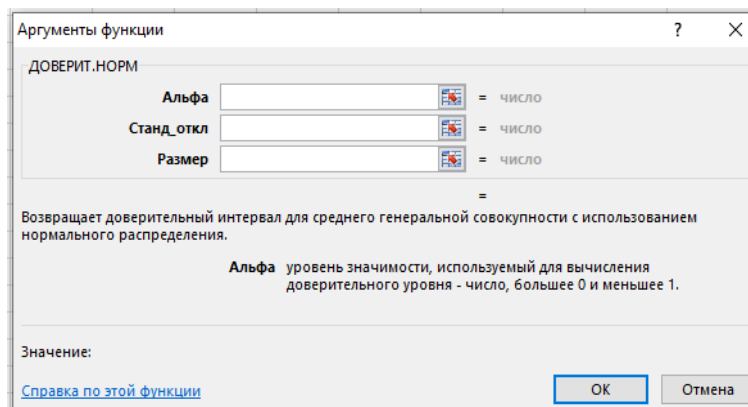 Аргументы функции ? ×
ДОВЕРИТ.НОРМ
Альфа = число
Станд_откл = число
Размер = число
=
Возвращает доверительный интервал для среднего генеральной совокупности с использованием
нормального распределения.
Альфа уровень значимости, используемый для вычисления
доверительного уровня - число, большее 0 и меньшее 1.
Значение:
Справка по этой функции
ОК Отмена